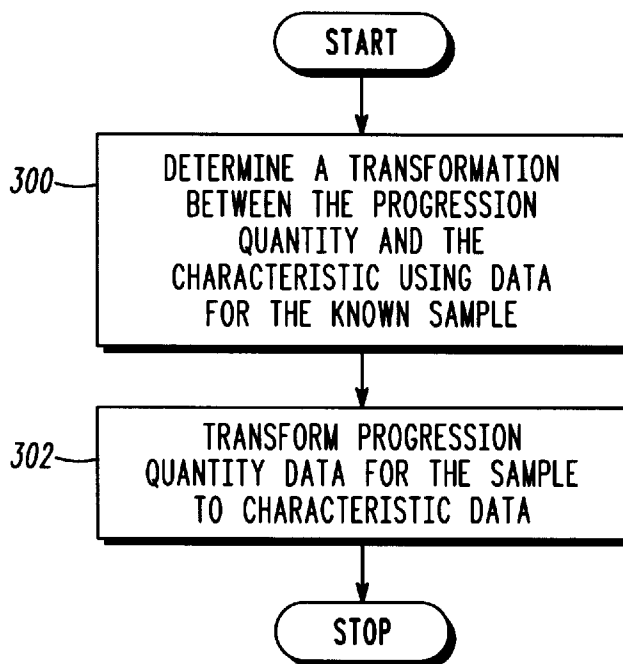 START
300
DETERMINE A TRANSFORMATION
BETWEEN THE PROGRESSION
QUANTITY AND THE
CHARACTERISTIC USING DATA
FOR THE KNOWN SAMPLE
302
TRANSFORM PROGRESSION
QUANTITY DATA FOR THE SAMPLE
TO CHARACTERISTIC DATA
STOP